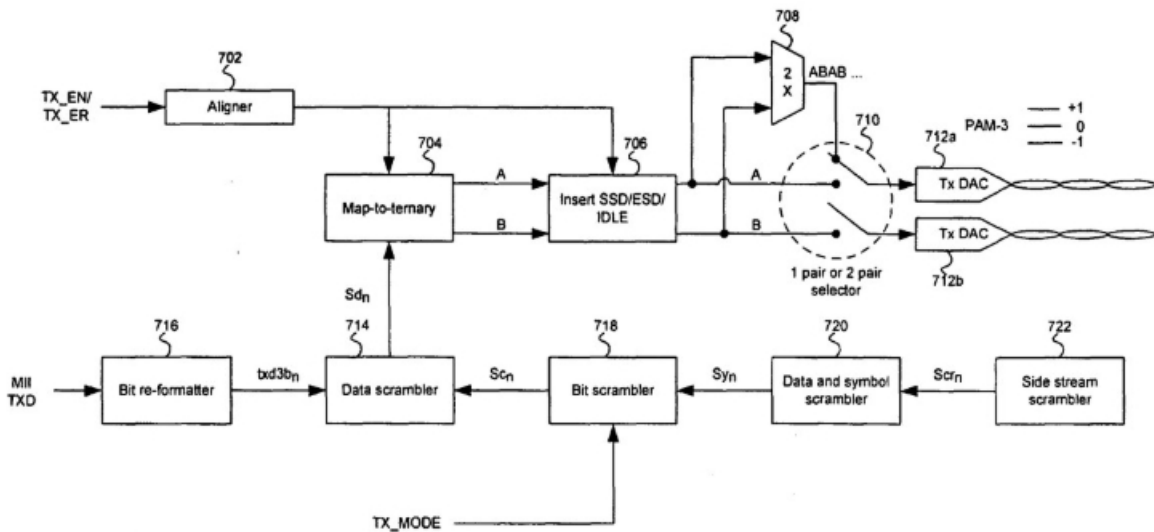 708
702
2
X
ABAB ...
TX_EN/
TX_ER
Aligner
710
PAM-3
+1
0
-1
704
706
712a
A
A
Tx DAC
Map-to-ternary
Insert SSD/ESD/
IDLE
B
B
Tx DAC
1 pair or 2 pair
selector
712b
Sdn
716
714
718
720
722
MII
TXD
Bit re-formatter
txd3bn
Data scrambler
Scn
Bit scrambler
Syn
Data and symbol
scrambler
Scrn
Side stream
scrambler
TX_MODE